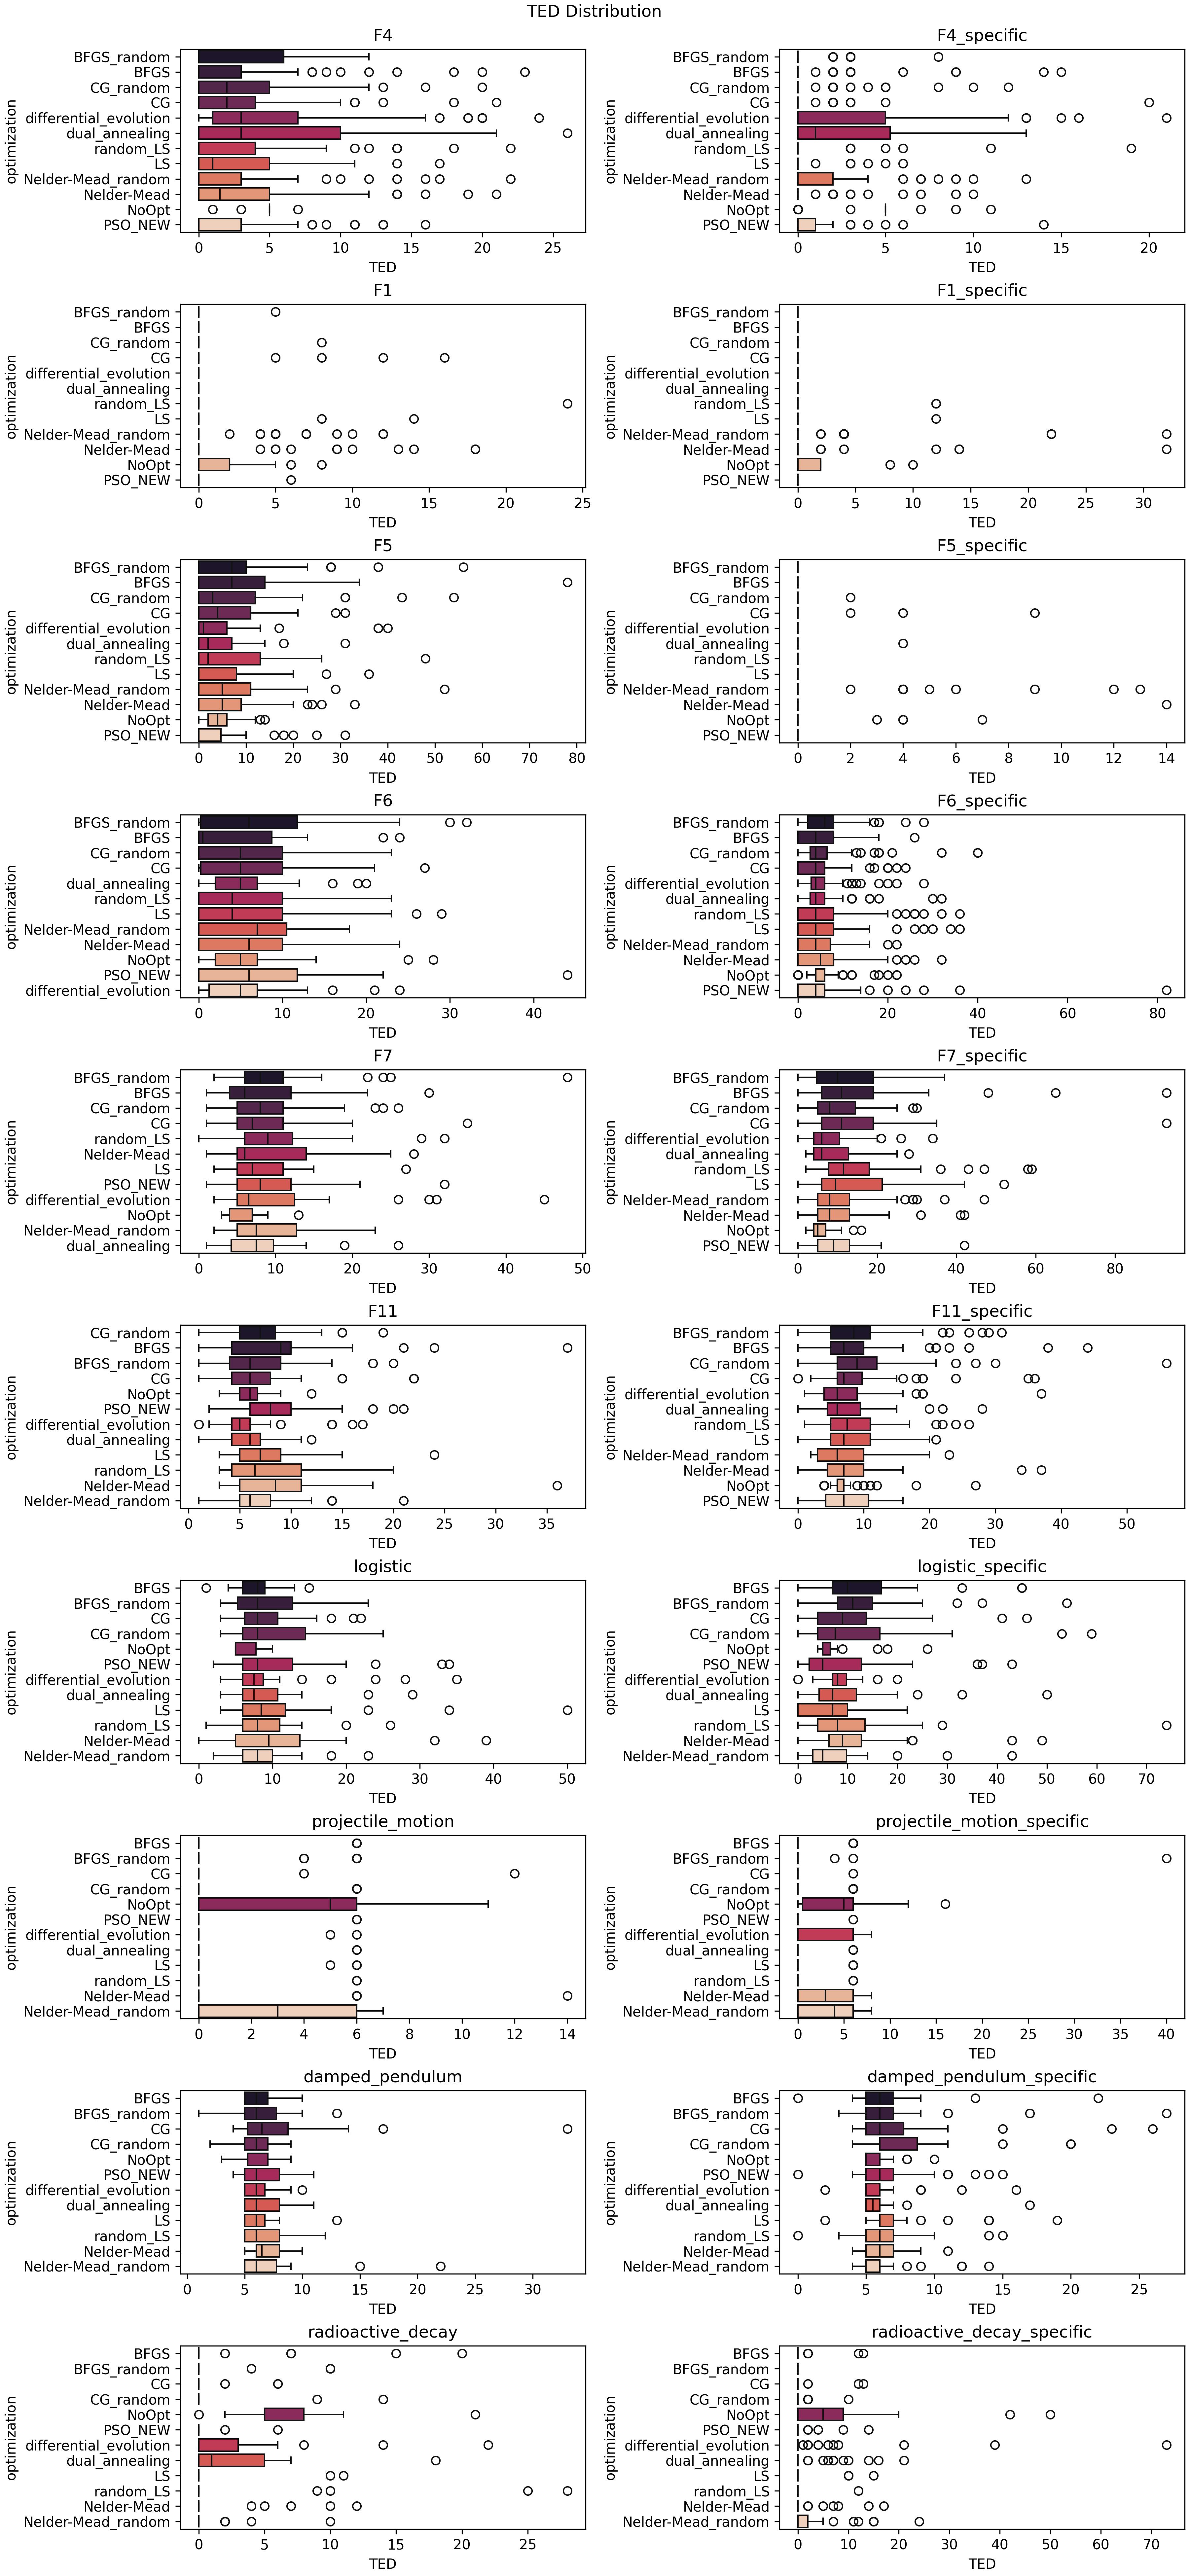 TED Distribution
F4
optimization
BFGS_random
BFGS
CG_random
CG
differential_evolution
dual_annealing
random_LS
LS
Nelder-Mead_random
Nelder-Mead
NoOpt
PSO_NEW
0 5 10 15 20 25
TED
F4_specific
optimization
BFGS_random
BFGS
CG_random
CG
differential_evolution
dual_annealing
random_LS
LS
Nelder-Mead_random
Nelder-Mead
NoOpt
PSO_NEW
0 5 10 15 20
TED
F1
optimization
BFGS_random
BFGS
CG_random
CG
differential_evolution
dual_annealing
random_LS
LS
Nelder-Mead_random
Nelder-Mead
NoOpt
PSO_NEW
0 5 10 15 20 25
TED
F1_specific
optimization
BFGS_random
BFGS
CG_random
CG
differential_evolution
dual_annealing
random_LS
LS
Nelder-Mead_random
Nelder-Mead
NoOpt
PSO_NEW
0 5 10 15 20 25 30
TED
F5
optimization
BFGS_random
BFGS
CG_random
CG
differential_evolution
dual_annealing
random_LS
LS
Nelder-Mead_random
Nelder-Mead
NoOpt
PSO_NEW
0 10 20 30 40 50 60 70 80
TED
F5_specific
optimization
BFGS_random
BFGS
CG_random
CG
differential_evolution
dual_annealing
random_LS
LS
Nelder-Mead_random
Nelder-Mead
NoOpt
PSO_NEW
0 2 4 6 8 10 12 14
TED
F6
optimization
BFGS_random
BFGS
CG_random
CG
dual_annealing
random_LS
LS
Nelder-Mead_random
Nelder-Mead
NoOpt
PSO_NEW
differential_evolution
0 10 20 30 40
TED
F6_specific
optimization
BFGS_random
BFGS
CG_random
CG
differential_evolution
dual_annealing
random_LS
LS
Nelder-Mead_random
Nelder-Mead
NoOpt
PSO_NEW
0 20 40 60 80
TED
F7
optimization
BFGS_random
BFGS
CG_random
CG
random_LS
Nelder-Mead
LS
PSO_NEW
differential_evolution
NoOpt
Nelder-Mead_random
dual_annealing
0 10 20 30 40 50
TED
F7_specific
optimization
BFGS_random
BFGS
CG_random
CG
differential_evolution
dual_annealing
random_LS
LS
Nelder-Mead_random
Nelder-Mead
NoOpt
PSO_NEW
0 20 40 60 80
TED
F11
optimization
CG_random
BFGS
BFGS_random
CG
NoOpt
PSO_NEW
differential_evolution
dual_annealing
LS
random_LS
Nelder-Mead
Nelder-Mead_random
0 5 10 15 20 25 30 35
TED
F11_specific
optimization
BFGS_random
BFGS
CG_random
CG
differential_evolution
dual_annealing
random_LS
LS
Nelder-Mead_random
Nelder-Mead
NoOpt
PSO_NEW
0 10 20 30 40 50
TED
logistic
optimization
BFGS
BFGS_random
CG
CG_random
NoOpt
PSO_NEW
differential_evolution
dual_annealing
LS
random_LS
Nelder-Mead
Nelder-Mead_random
0 10 20 30 40 50
TED
logistic_specific
optimization
BFGS
BFGS_random
CG
CG_random
NoOpt
PSO_NEW
differential_evolution
dual_annealing
LS
random_LS
Nelder-Mead
Nelder-Mead_random
0 10 20 30 40 50 60 70
TED
projectile_motion
optimization
BFGS
BFGS_random
CG
CG_random
NoOpt
PSO_NEW
differential_evolution
dual_annealing
LS
random_LS
Nelder-Mead
Nelder-Mead_random
0 2 4 6 8 10 12 14
TED
projectile_motion_specific
optimization
BFGS
BFGS_random
CG
CG_random
NoOpt
PSO_NEW
differential_evolution
dual_annealing
LS
random_LS
Nelder-Mead
Nelder-Mead_random
0 5 10 15 20 25 30 35 40
TED
damped_pendulum
optimization
BFGS
BFGS_random
CG
CG_random
NoOpt
PSO_NEW
differential_evolution
dual_annealing
LS
random_LS
Nelder-Mead
Nelder-Mead_random
0 5 10 15 20 25 30
TED
damped_pendulum_specific
optimization
BFGS
BFGS_random
CG
CG_random
NoOpt
PSO_NEW
differential_evolution
dual_annealing
LS
random_LS
Nelder-Mead
Nelder-Mead_random
0 5 10 15 20 25
TED
radioactive_decay
optimization
BFGS
BFGS_random
CG
CG_random
NoOpt
PSO_NEW
differential_evolution
dual_annealing
LS
random_LS
Nelder-Mead
Nelder-Mead_random
0 5 10 15 20 25
TED
radioactive_decay_specific
optimization
BFGS
BFGS_random
CG
CG_random
NoOpt
PSO_NEW
differential_evolution
dual_annealing
LS
random_LS
Nelder-Mead
Nelder-Mead_random
0 10 20 30 40 50 60 70
TED